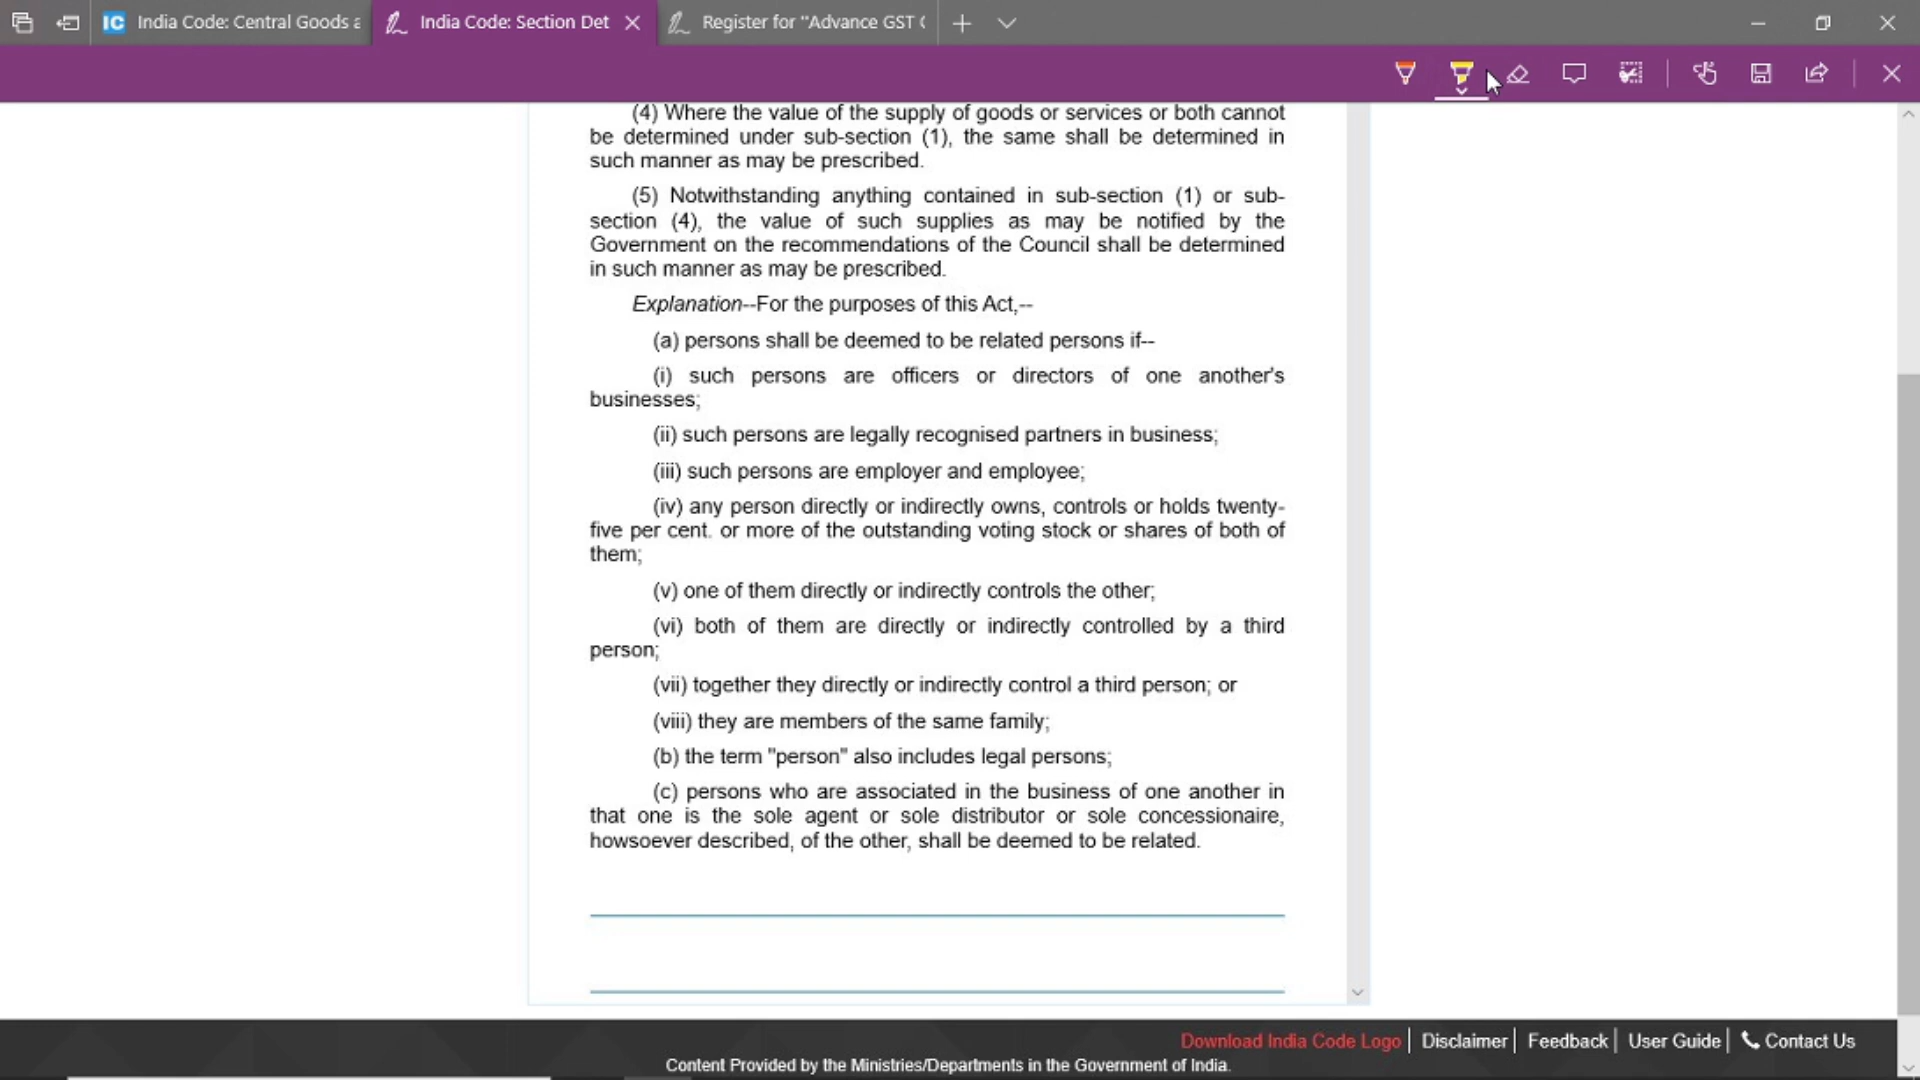 India Code: Central Goods a
India Code: Section Det
Register for "Advance GST (
(4) Where the value of the supply of goods or services or both cannot
be determined under sub-section (1), the same shall be determined in
such manner as may be prescribed.
(5) Notwithstanding anything contained in sub-section (1) or sub-
section (4), the value of such supplies as may be notified by the
Government on the recommendations of the Council shall be determined
in such manner as may be prescribed.
Explanation--For the purposes of this Act,--
(a) persons shall be deemed to be related persons if--
(i) such persons are officers or directors of one another's
businesses;
(ii) such persons are legally recognised partners in business;
(iii) such persons are employer and employee;
(iv) any person directly or indirectly owns, controls or holds twenty-
five per cent. or more of the outstanding voting stock or shares of both of
them;
(v) one of them directly or indirectly controls the other;
(vi) both of them are directly or indirectly controlled by a third
person;
(vii) together they directly or indirectly control a third person; or
(viii) they are members of the same family;
(b) the term "person" also includes legal persons;
(c) persons who are associated in the business of one another in
that one is the sole agent or sole distributor or sole concessionaire,
howsoever described, of the other, shall be deemed to be related.
Download India Code Logo | Disclaimer | Feedback | User Guide | Contact Us
Content Provided by the Ministries/Departments in the Government of India.